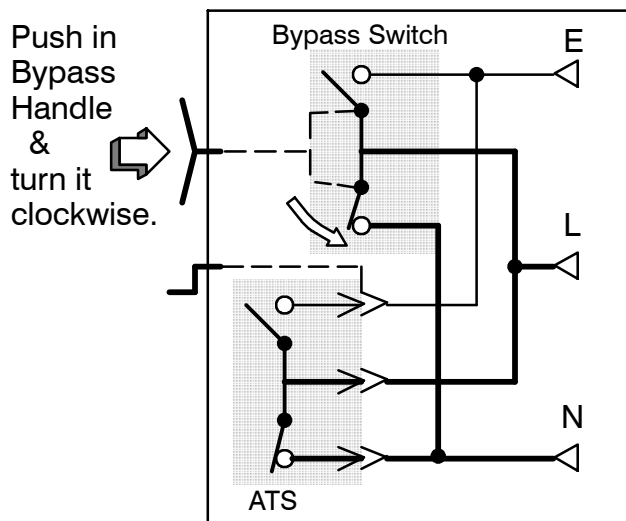 Push in
Bypass
Handle
&
turn it
clockwise.
Bypass Switch
E
L
N
ATS